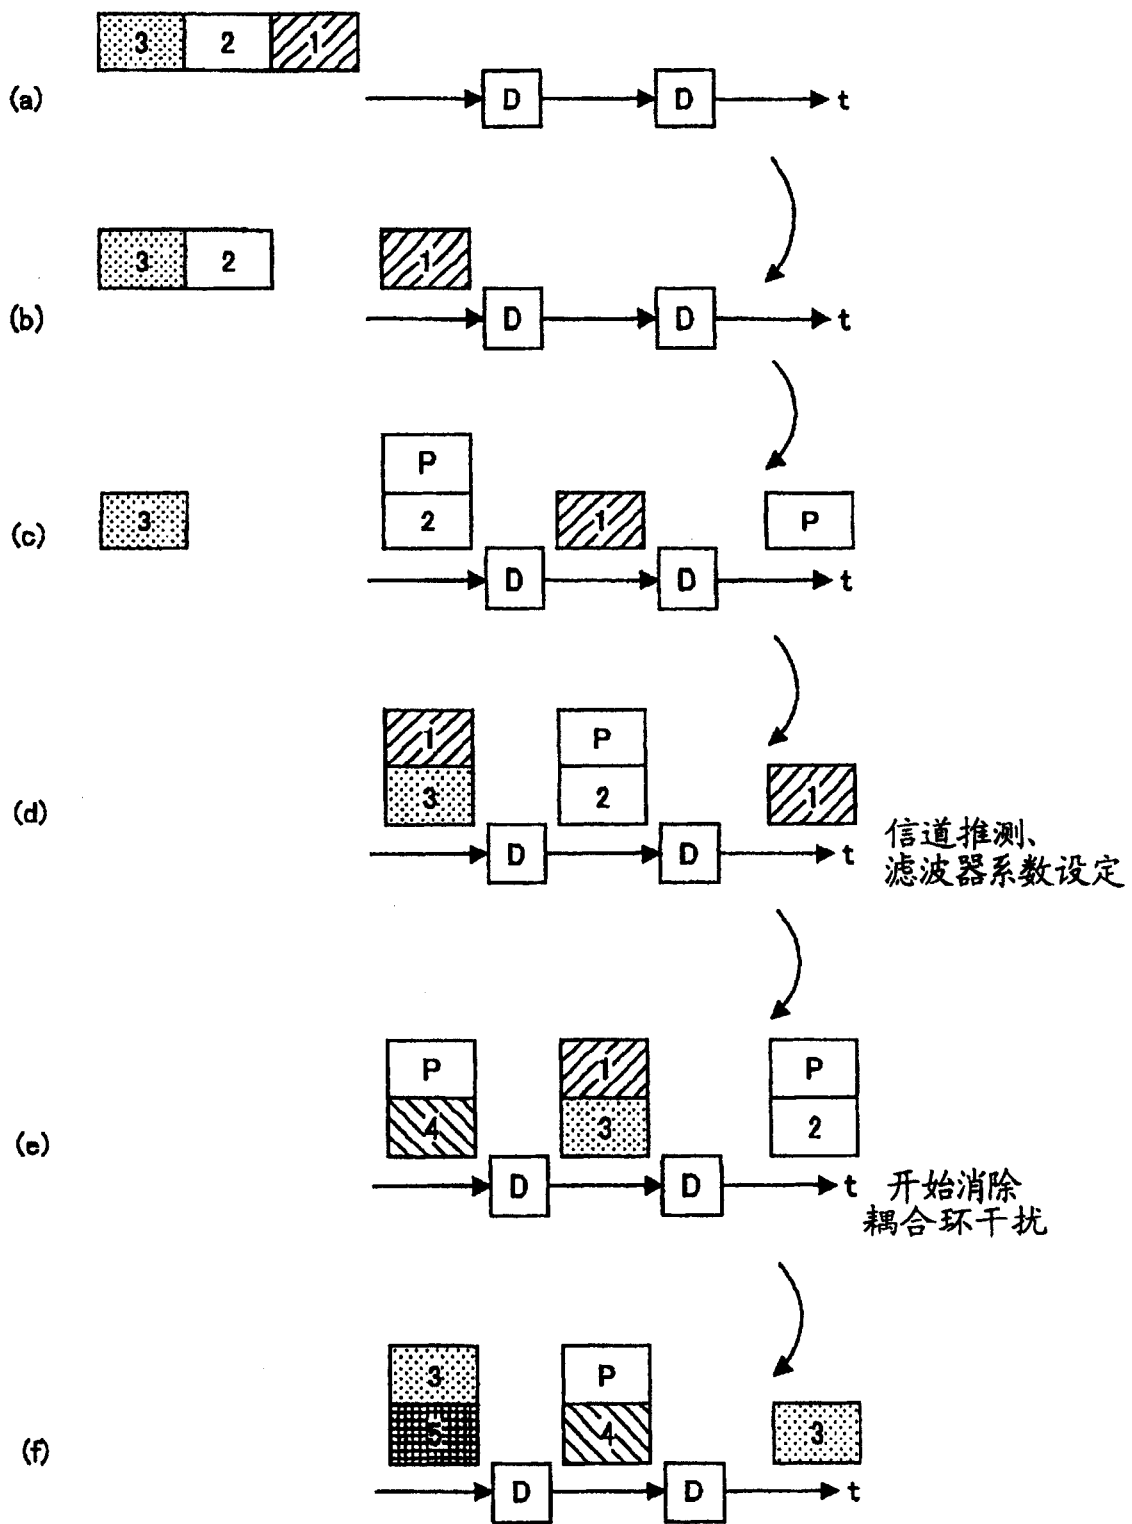 3 2 1
(a) D D t
3 2 1
(b) D D t
P
3 2 1 P
(c) D D t
1 P
3 2 1
(d) D D t
信道推测、
滤波器系数设定
P 1 P
4 3 2
(e) D D t
开始消除
耦合环干扰
3 P
5 4 3
(f) D D t